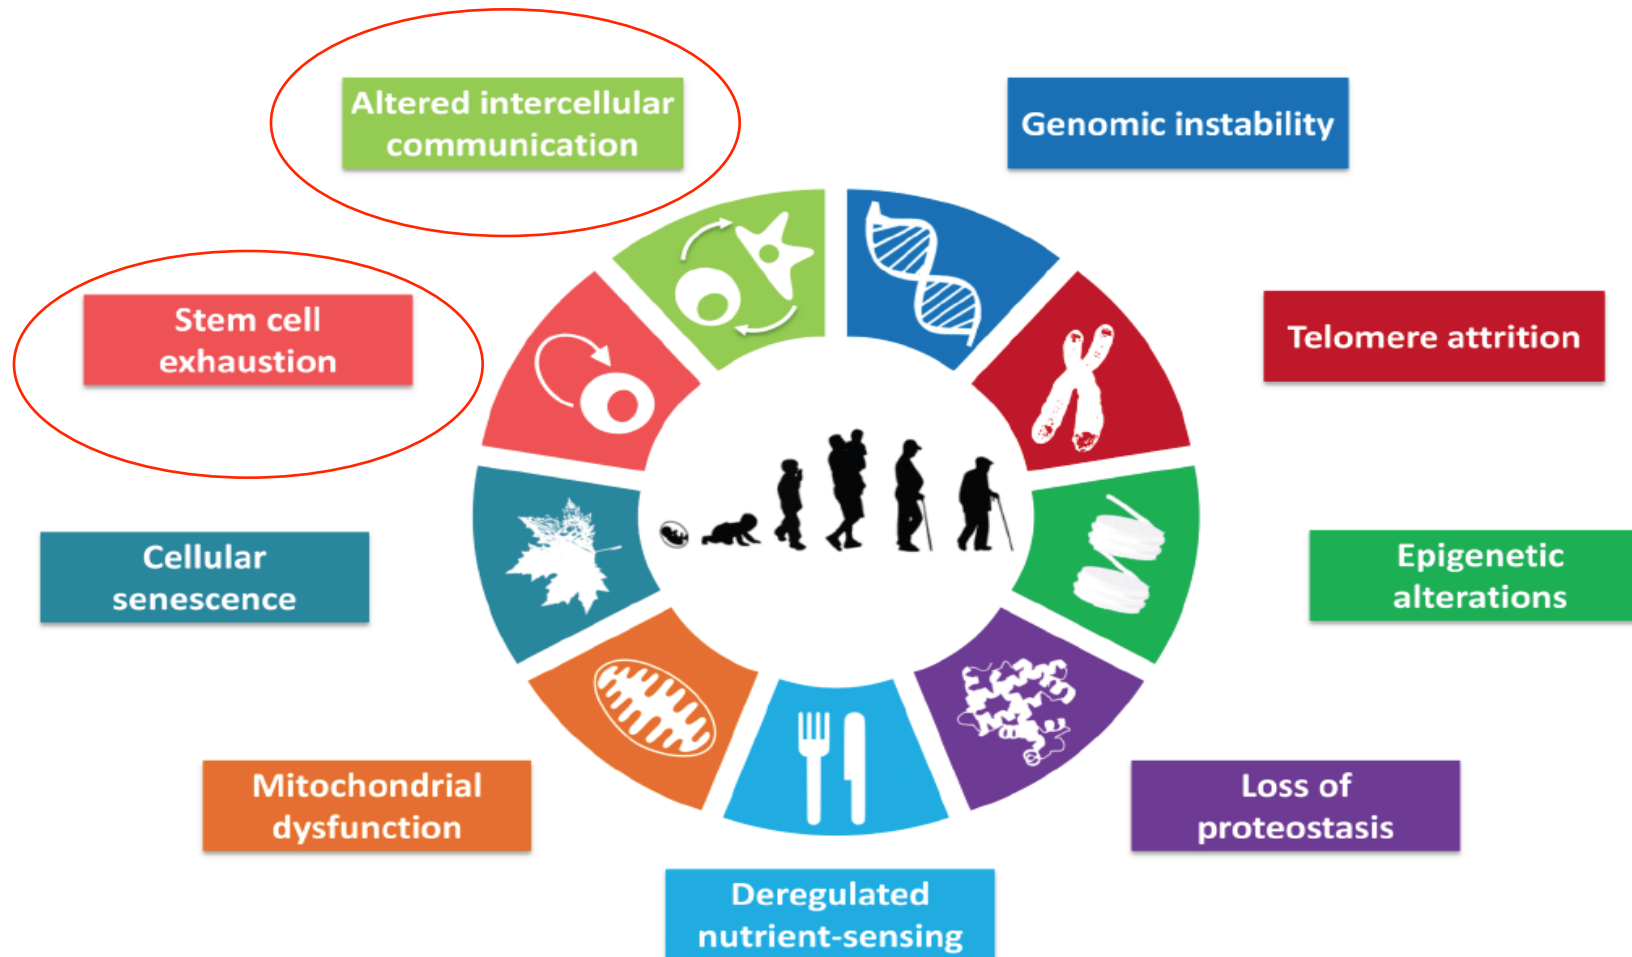 Altered intercellular
communication
Genomic instability
Stem cell
exhaustion
Telomere attrition
Cellular
senescence
Epigenetic
alterations
Mitochondrial
dysfunction
Loss of
proteostasis
Deregulated
nutrient-sensing